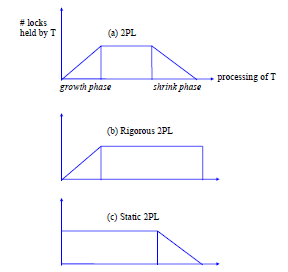 # locks
held by T
(a) 2PL
processing of T
growth phase
shrink phase
(b) Rigorous 2PL
(c) Static 2PL